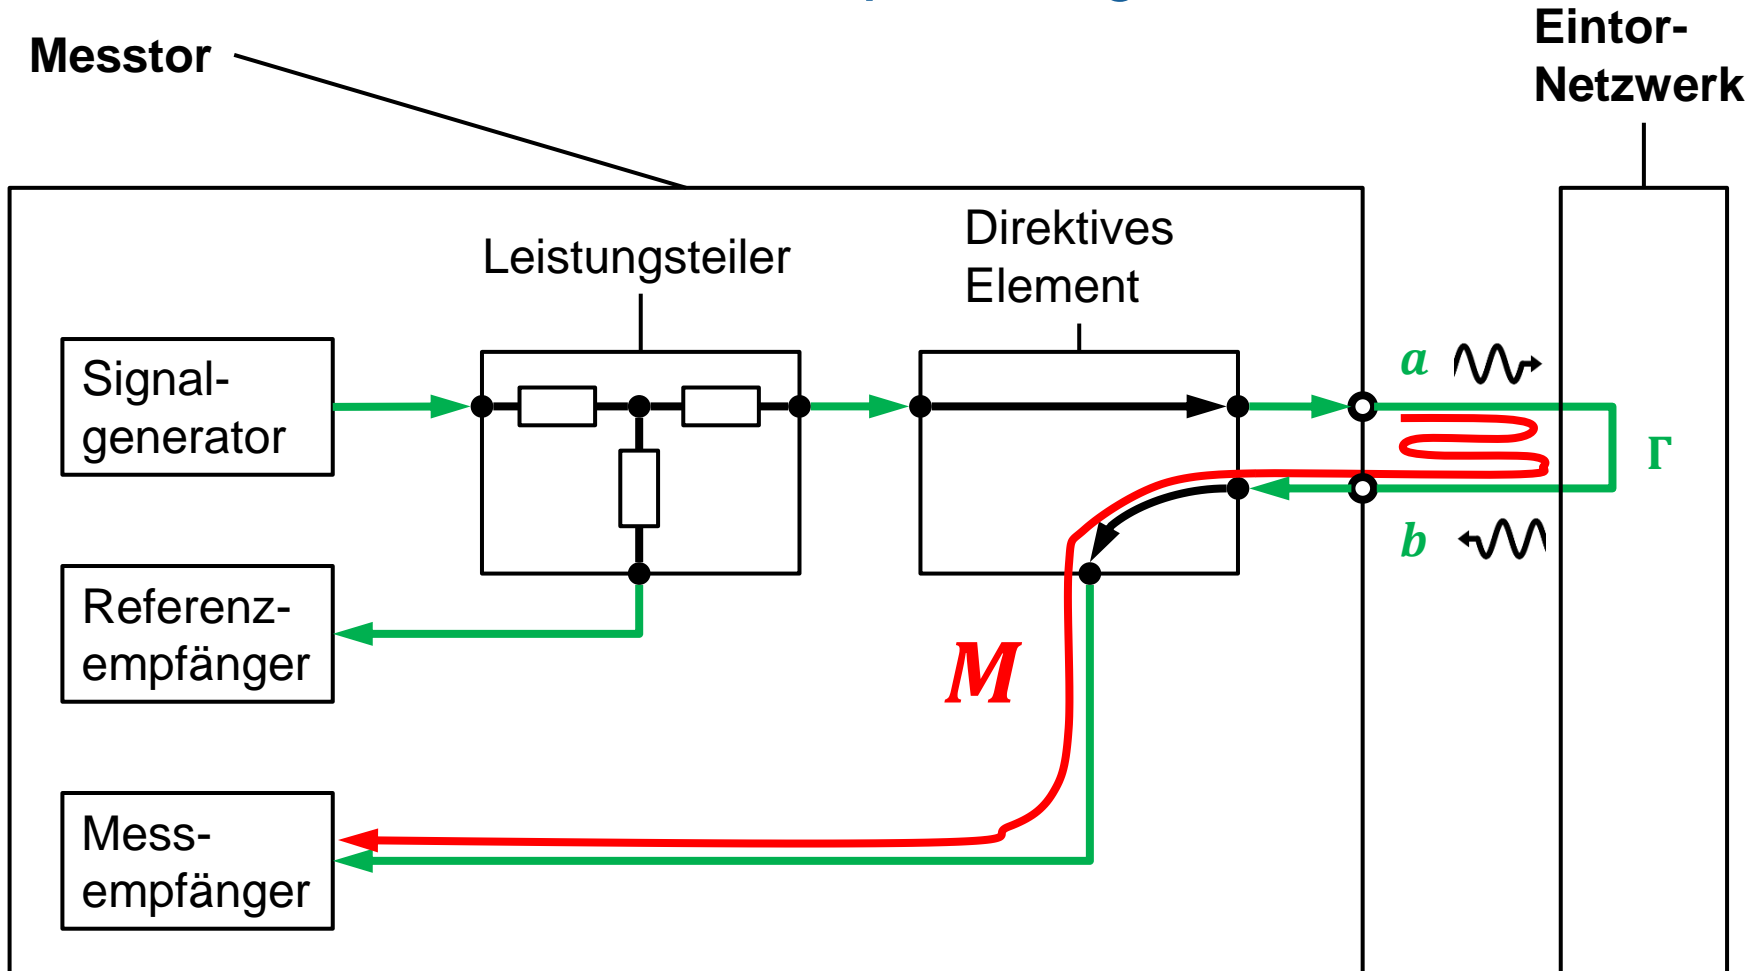 Messtor
Eintor-
Netzwerk
Leistungsteiler
Direktives
Element
Signal-
generator
a
Γ
b
Referenz-
empfänger
M
Mess-
empfänger